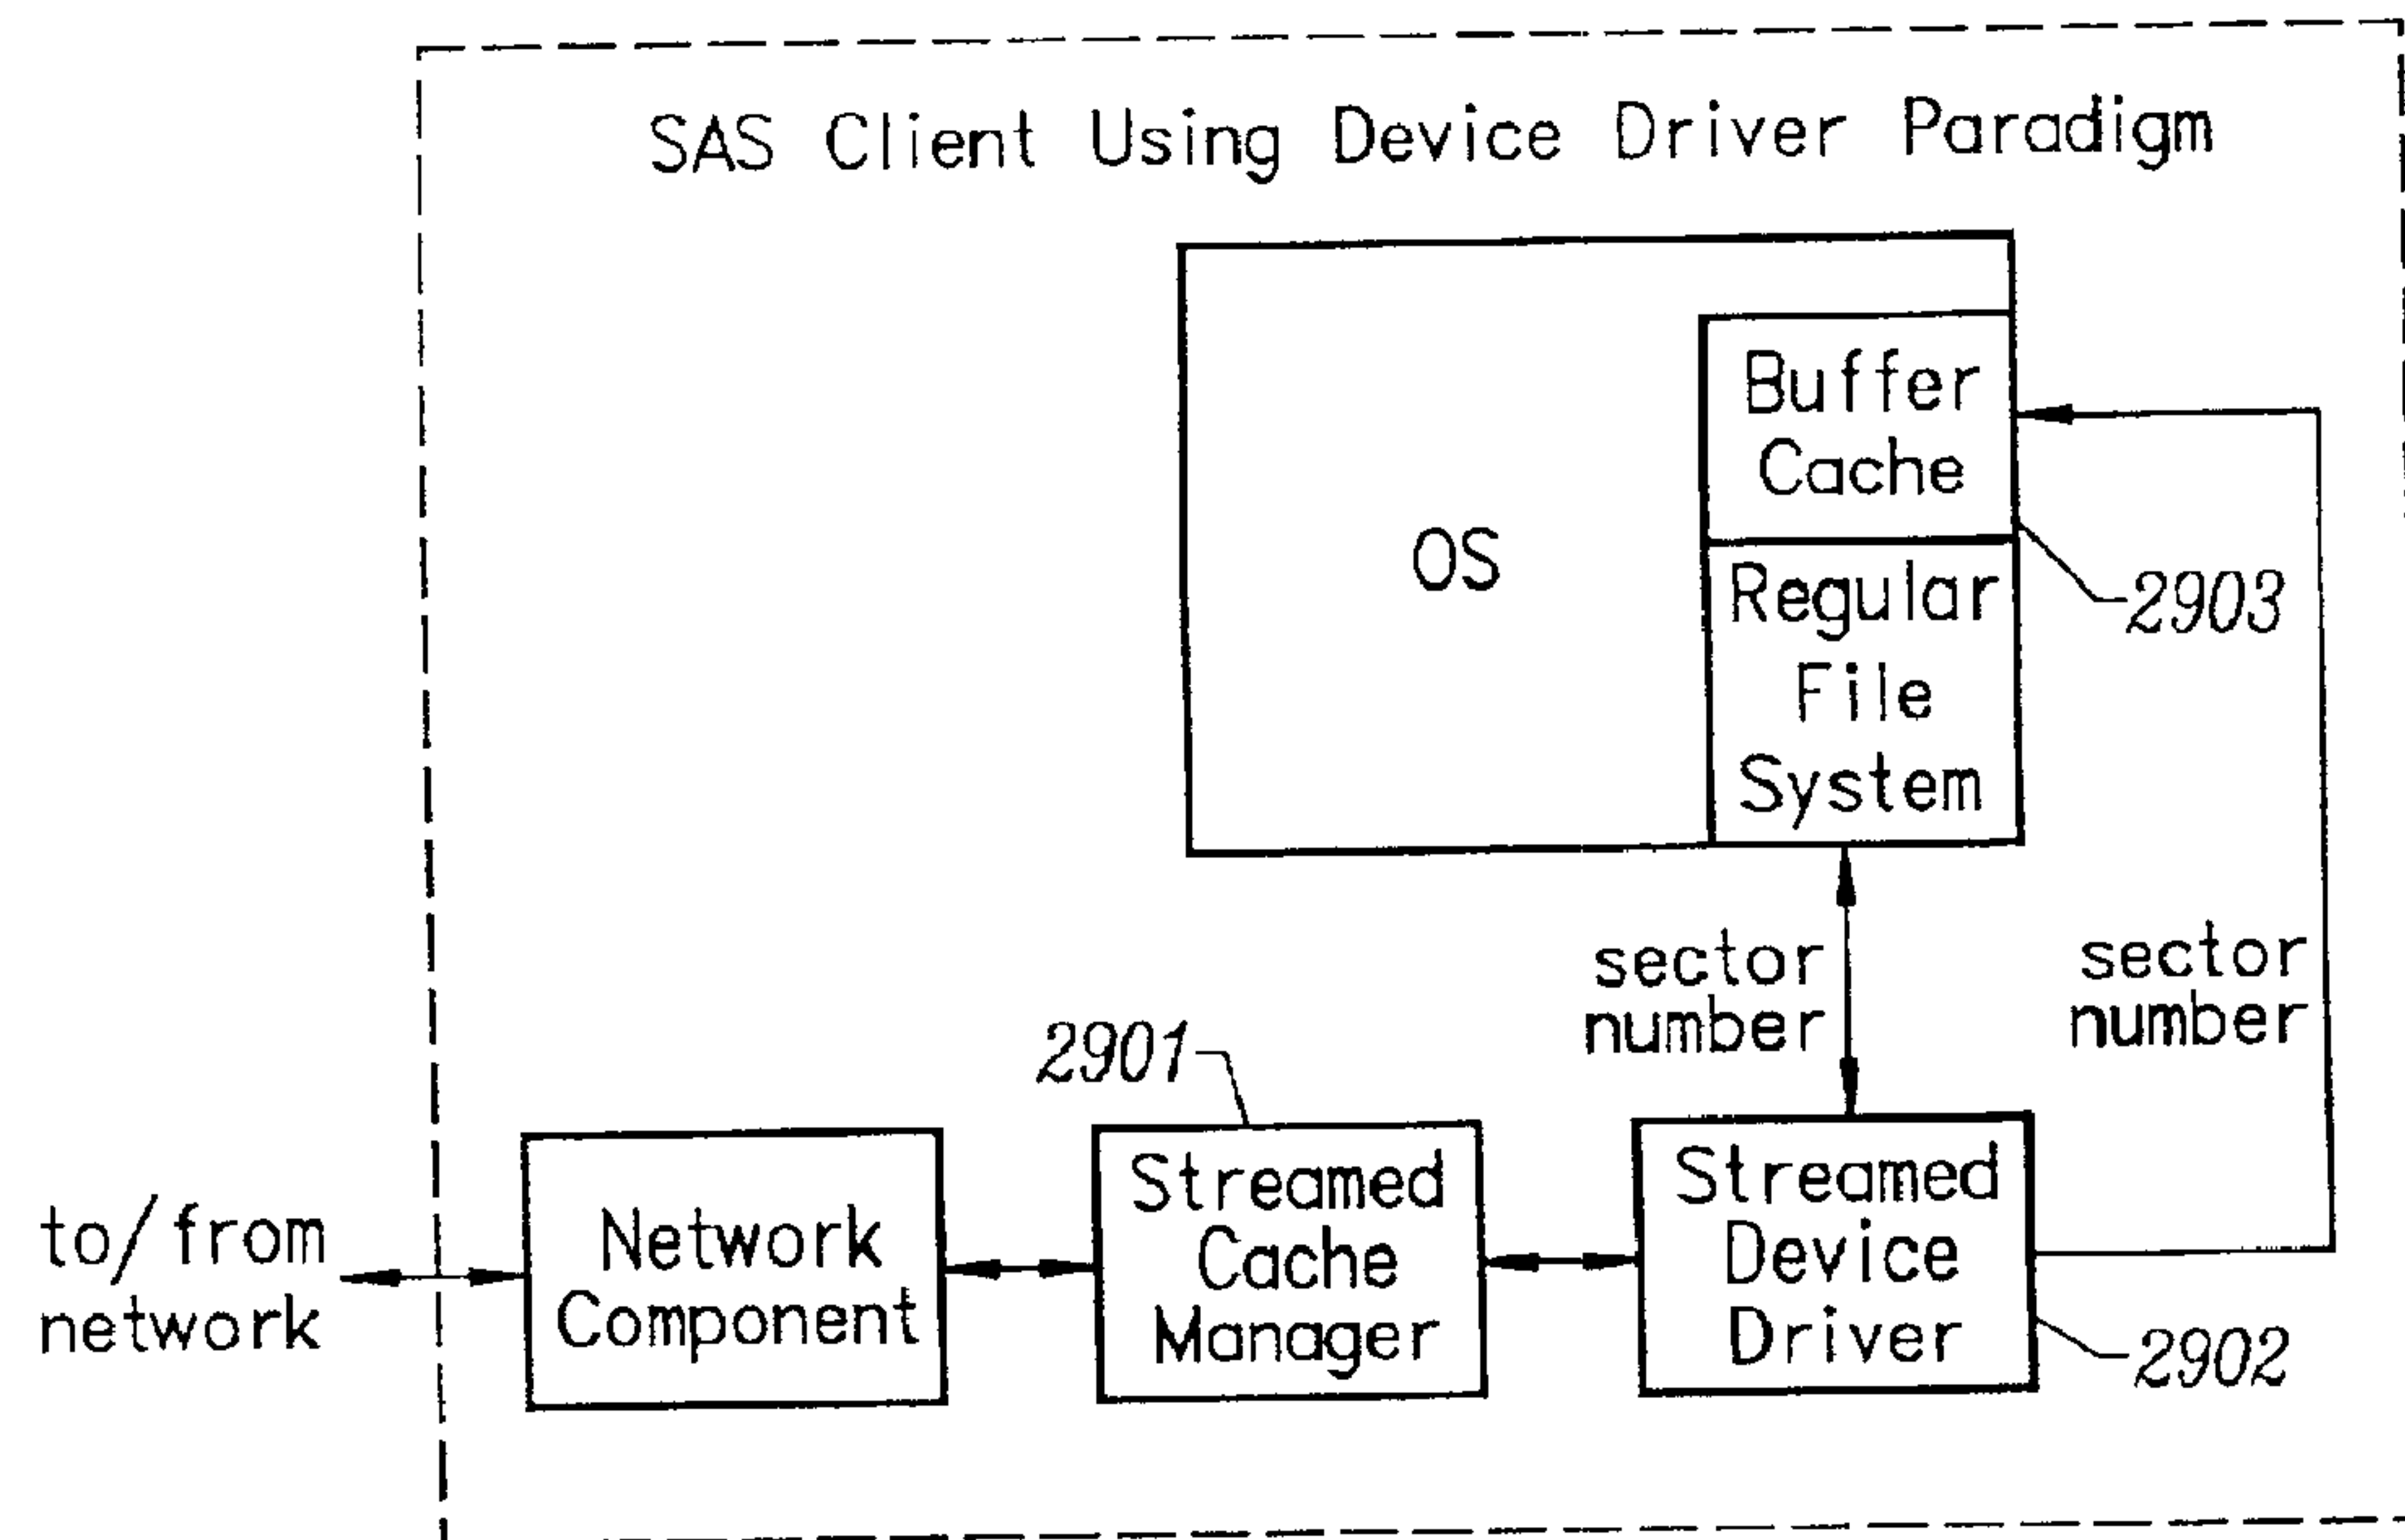 SAS Client Using Device Driver Paradigm
Buffer
Cache
OS
Regular
File
System
2903
sector
number
sector
number
2901
to/from
network
Network
Component
Streamed
Cache
Manager
Streamed
Device
Driver
2902